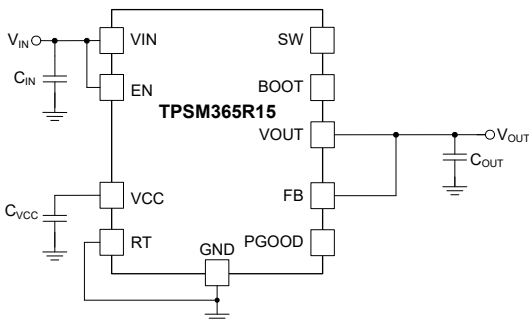 VIN
VIN
SW
CIN
EN
BOOT
TPSM365R15
VOUT
VOUT
COUT
VCC
FB
CVCC
RT
GND
PGOOD